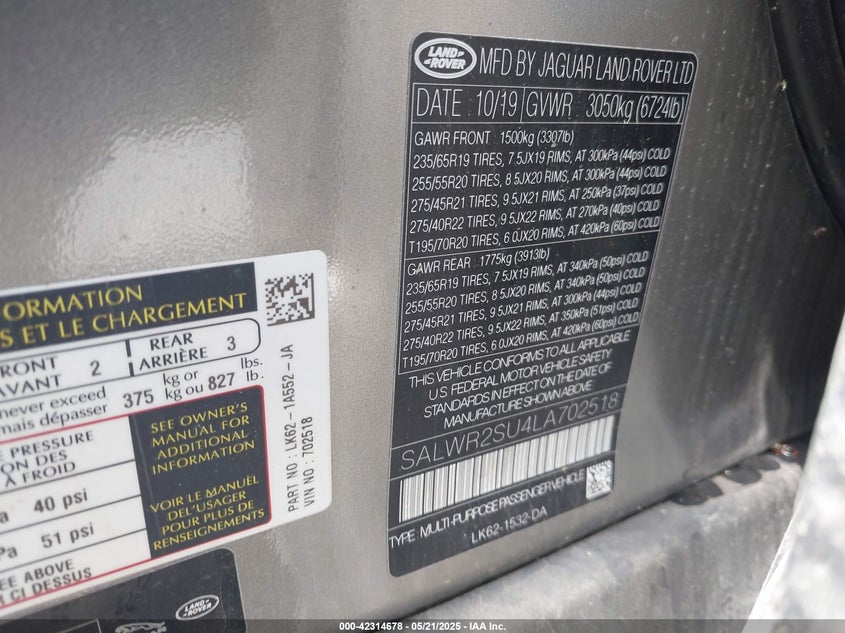 LAND
ROVER
MFD BY JAGUAR LAND ROVER LTD
DATE: 10/19 GVWR 3050kg (6724lb)
GAWR FRONT : 1500kg (3307lb)
235/65R19 TIRES, 7.5JX19 RIMS, AT 300kPa (44psi) COLD
255/55R20 TIRES, 8.5JX20 RIMS, AT 300kPa (44psi) COLD
275/45R21 TIRES, 9.5JX21 RIMS, AT 250kPa (37psi) COLD
275/40R22 TIRES, 9.5JX22 RIMS, AT 270kPa (40psi) COLD
T195/70R20 TIRES, 6.0JX20 RIMS, AT 420kPa (60psi) COLD
GAWR REAR : 1775kg (3913lb)
235/65R19 TIRES, 7.5JX19 RIMS, AT 340kPa (50psi) COLD
255/55R20 TIRES, 8.5JX20 RIMS, AT 340kPa (50psi) COLD
275/45R21 TIRES, 9.5JX21 RIMS, AT 300kPa (44psi) COLD
275/40R22 TIRES, 9.5JX22 RIMS, AT 350kPa (51psi) COLD
T195/70R20 TIRES, 6.0JX20 RIMS, AT 420kPa (60psi) COLD
THIS VEHICLE CONFORMS TO ALL APPLICABLE
U.S. FEDERAL MOTOR VEHICLE SAFETY
STANDARDS IN EFFECT ON THE DATE OF
MANUFACTURE SHOWN ABOVE
SALWR2SU4LA702518
TYPE: MULTI-PURPOSE PASSENGER VEHICLE
LK62-1532-DA
ORMATION
S ET LE CHARGEMENT
FRONT 2 REAR 3
AVANT ARRIÈRE
never exceed 375 kg or 827 lbs.
mais dépasser kg ou lb.
PRESSURE
ON DES
À FROID
a 40 psi
Pa 51 psi
EE ABOVE
CI DESSUS
SEE OWNER'S
MANUAL FOR
ADDITIONAL
INFORMATION
VOIR LE MANUEL
DEL'USAGER
POUR PLUS DE
RENSEIGNEMENTS
PART NO : LK62-1A552-JA
VIN NO : 702518
LAND
ROVER
000-42314678 - 05/21/2025 - IAA Inc.